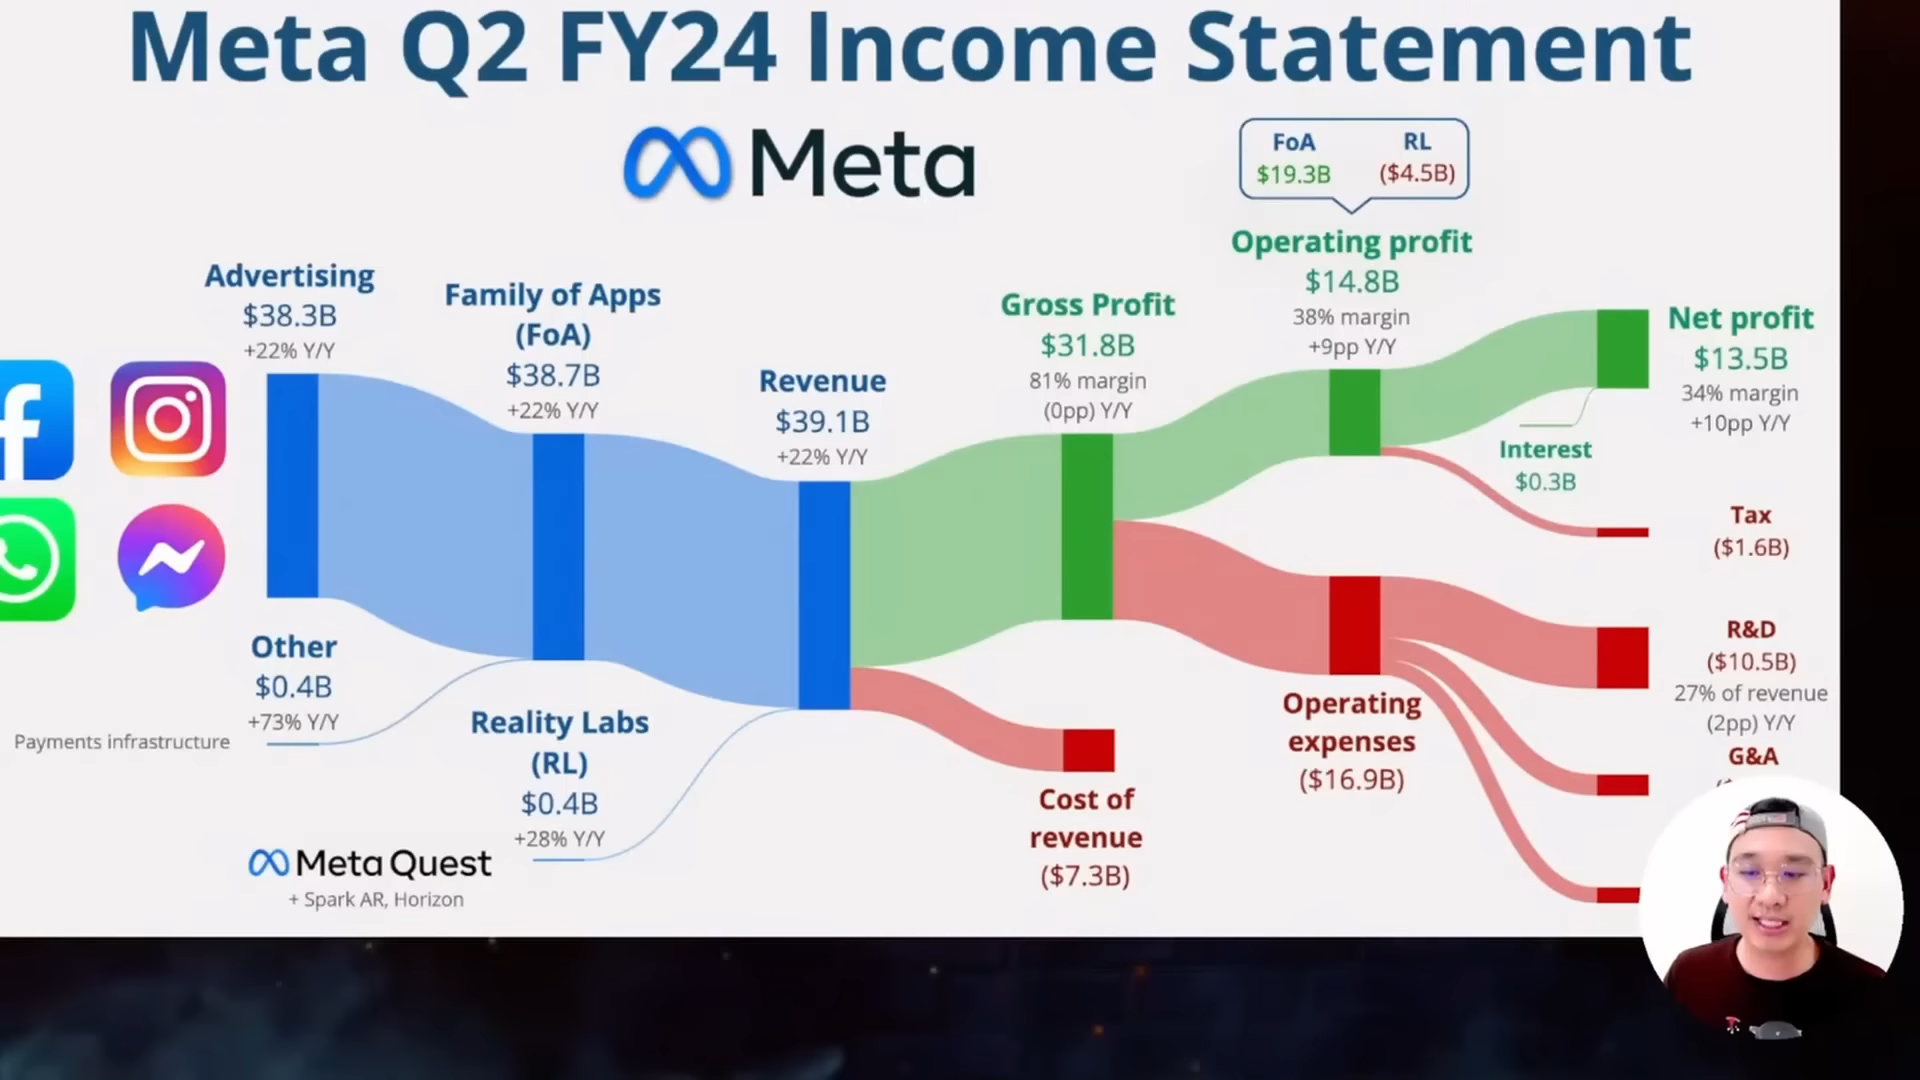 Meta Q2 FY24 Income Statement
Meta
FoA RL
$19.3B ($4.5B)
Operating profit
$14.8B
38% margin
+9pp Y/Y
Advertising
$38.3B
+22% Y/Y
Family of Apps
(FoA)
$38.7B
+22% Y/Y
Revenue
$39.1B
+22% Y/Y
Gross Profit
$31.8B
81% margin
(0pp) Y/Y
Net profit
$13.5B
34% margin
+10pp Y/Y
Interest
$0.3B
Tax
($1.6B)
Other
$0.4B
+73% Y/Y
Payments infrastructure
Reality Labs
(RL)
$0.4B
+28% Y/Y
Meta Quest
+ Spark AR, Horizon
Cost of
revenue
($7.3B)
Operating
expenses
($16.9B)
R&D
($10.5B)
27% of revenue
(2pp) Y/Y
G&A